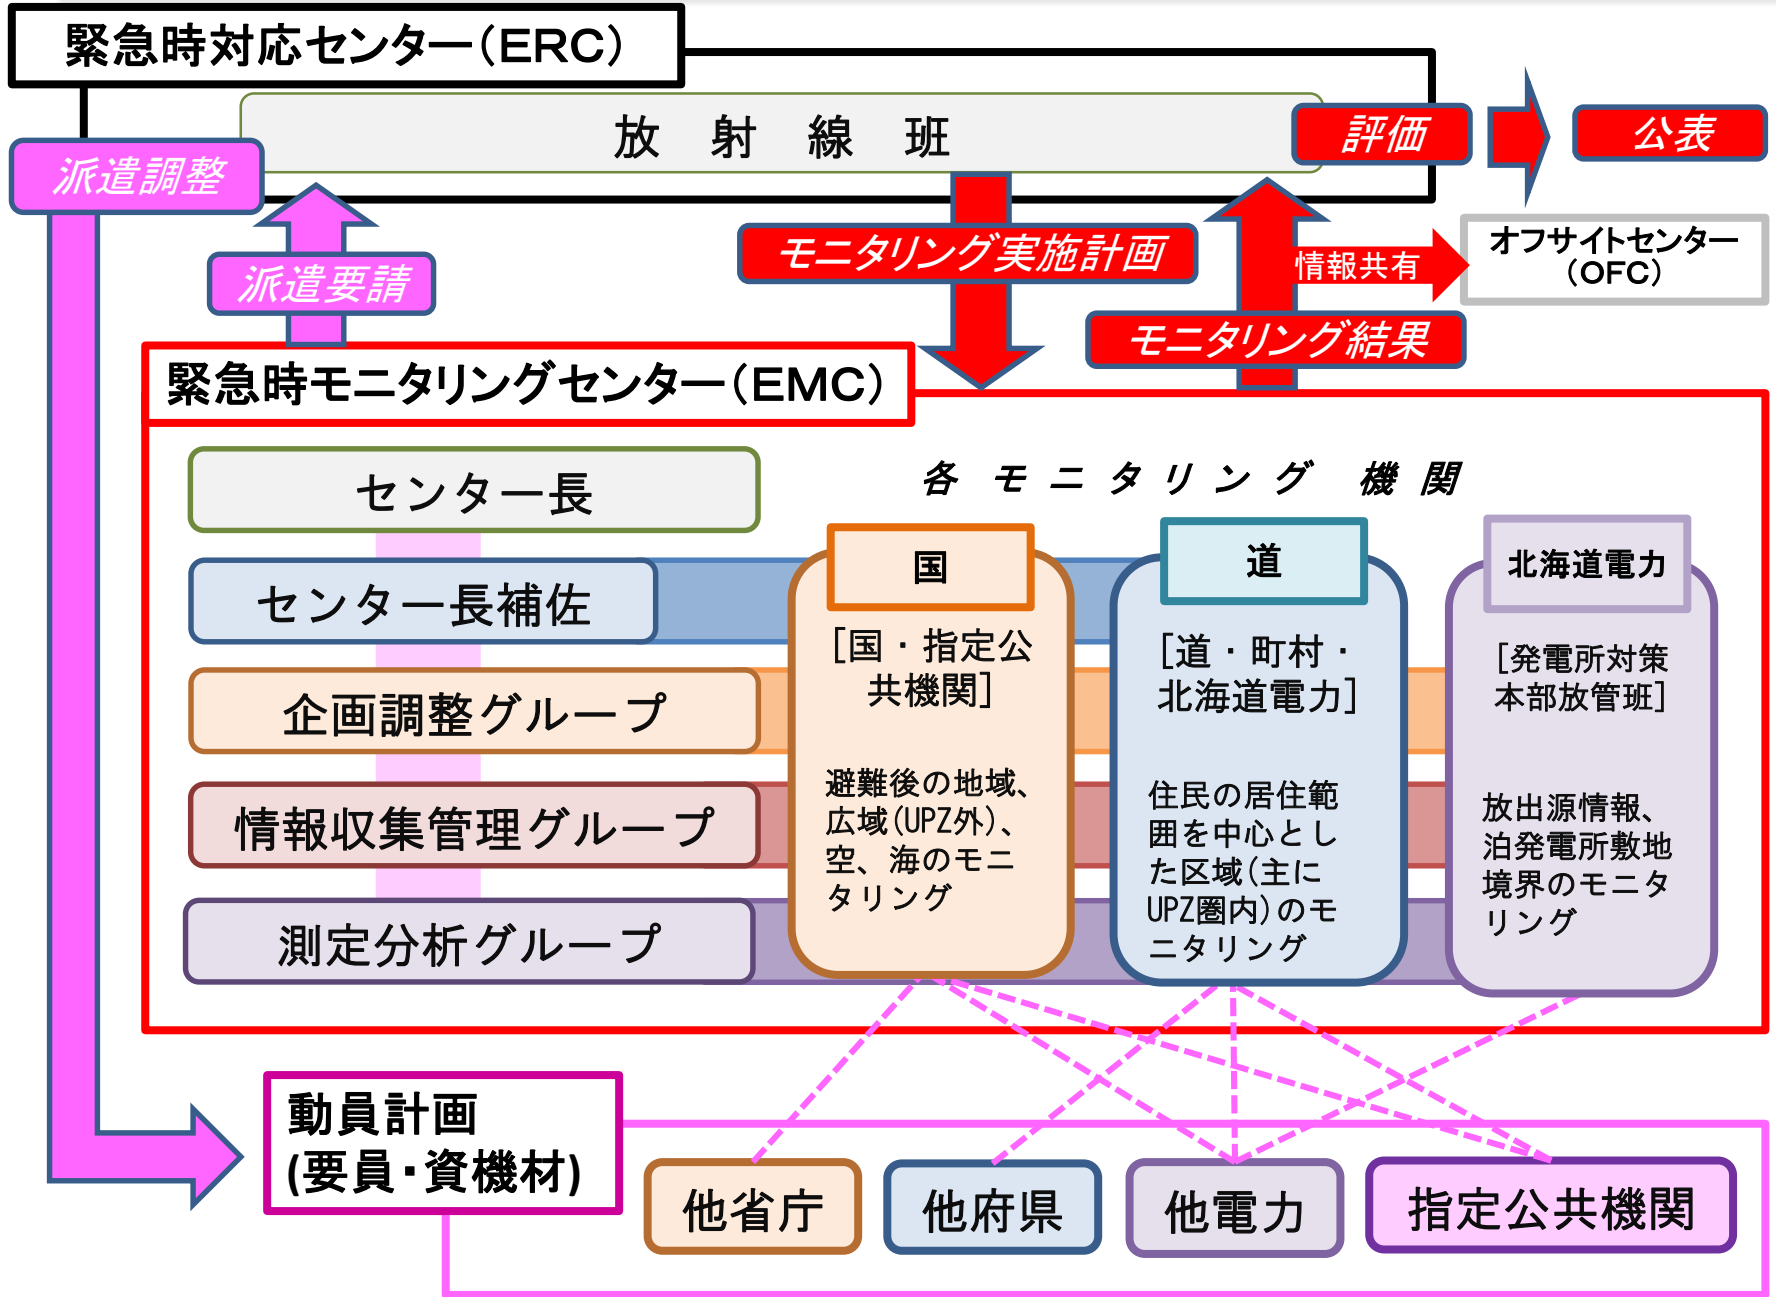 緊急時対応センター（ERC）
放 射 線 班
評価
公表
派遣調整
モニタリング実施計画
オフサイトセンター
（OFC）
情報共有
派遣要請
モニタリング結果
緊急時モニタリングセンター（EMC）
センター長
各 モ ニ タ リ ン グ 機 関
センター長補佐
企画調整グループ
情報収集管理グループ
測定分析グループ
国
［国・指定公
共機関］
避難後の地域、
広域(UPZ外)、
空、海のモニ
タリング
道
［道・町村・
北海道電力］
住民の居住範
囲を中心とし
た区域(主に
UPZ圏内)のモ
ニタリング
北海道電力
［発電所対策
本部放管班］
放出源情報、
泊発電所敷地
境界のモニタ
リング
動員計画
(要員・資機材)
他省庁
他府県
他電力
指定公共機関